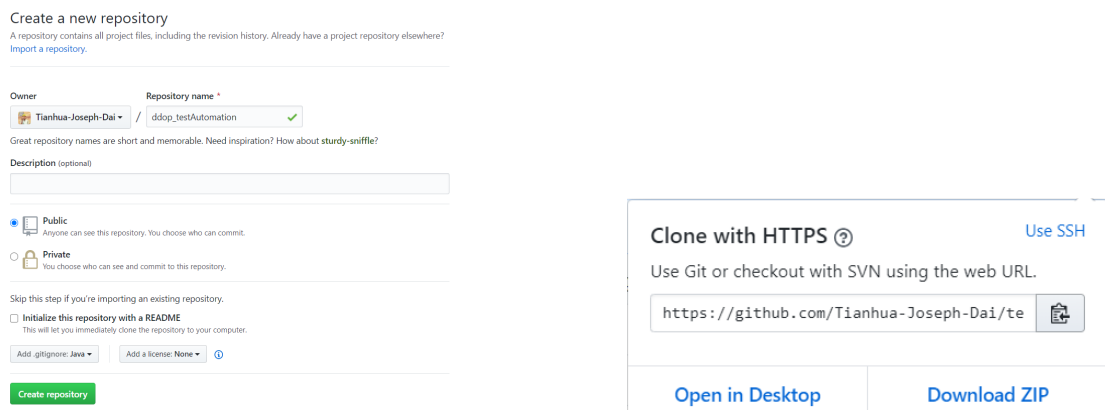 Create a new repository
A repository contains all project files, including the revision history. Already have a project repository elsewhere?
Import a repository.
Owner
Repository name *
Tianhua-Joseph-Dai
/
ddop_testAutomation
Great repository names are short and memorable. Need inspiration? How about sturdy-sniffle?
Description (optional)
Public
Anyone can see this repository. You choose who can commit.
Private
You choose who can see and commit to this repository.
Skip this step if you're importing an existing repository.
Initialize this repository with a README
This will let you immediately clone the repository to your computer.
Add .gitignore: Java
Add a license: None
Create repository
Clone with HTTPS
Use SSH
Use Git or checkout with SVN using the web URL.
https://github.com/Tianhua-Joseph-Dai/te
Open in Desktop
Download ZIP